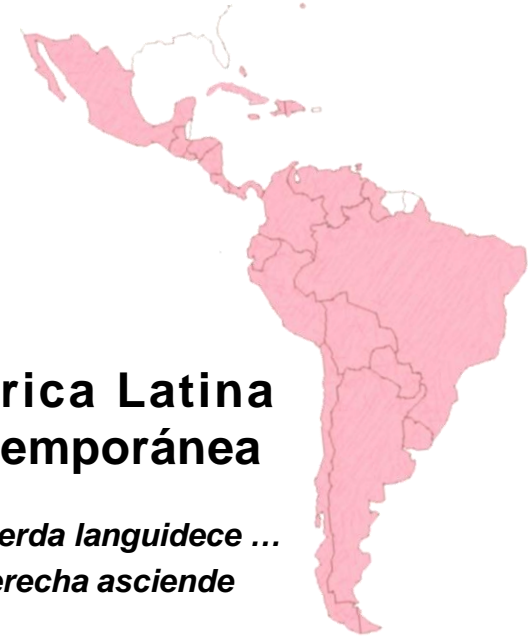 rica Latina
emporánea
erda languidece ...
erecha asciende